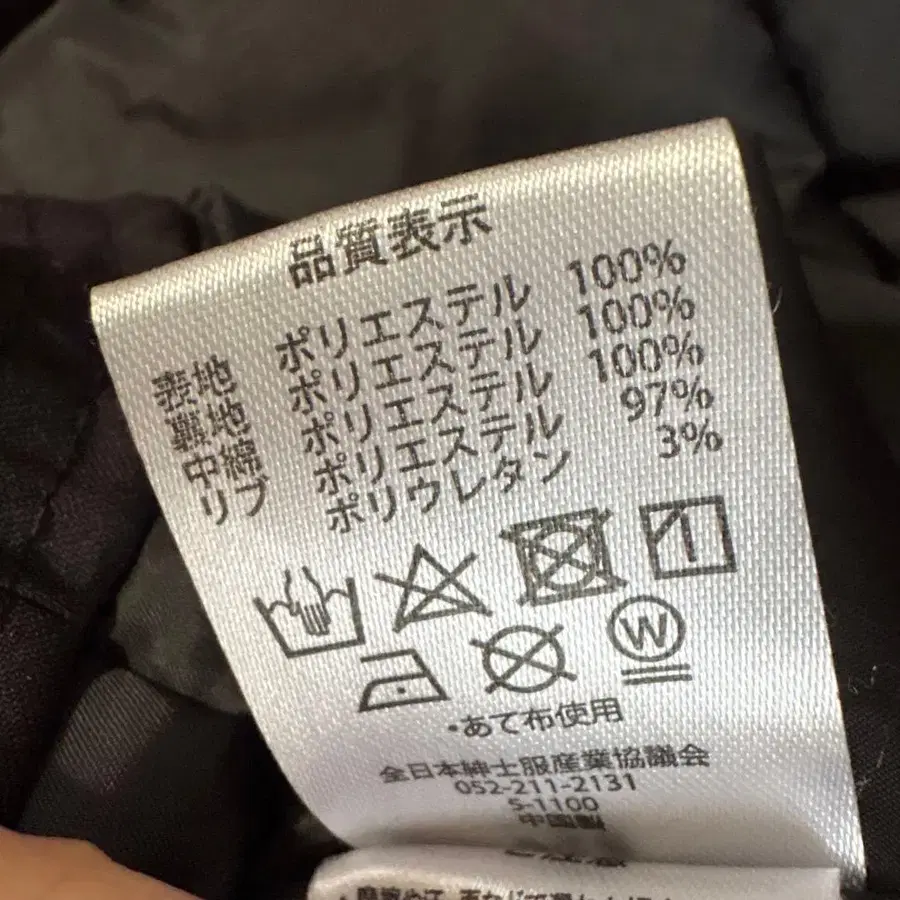 品質表示
表地 ポリエステル 100%
裏地 ポリエステル 100%
中綿 ポリエステル 100%
リブ ポリエステル 97%
ポリウレタン 3%
W
・あて布使用
全日本紳士服産業協議会
052-211-2131
S-1100
中国製